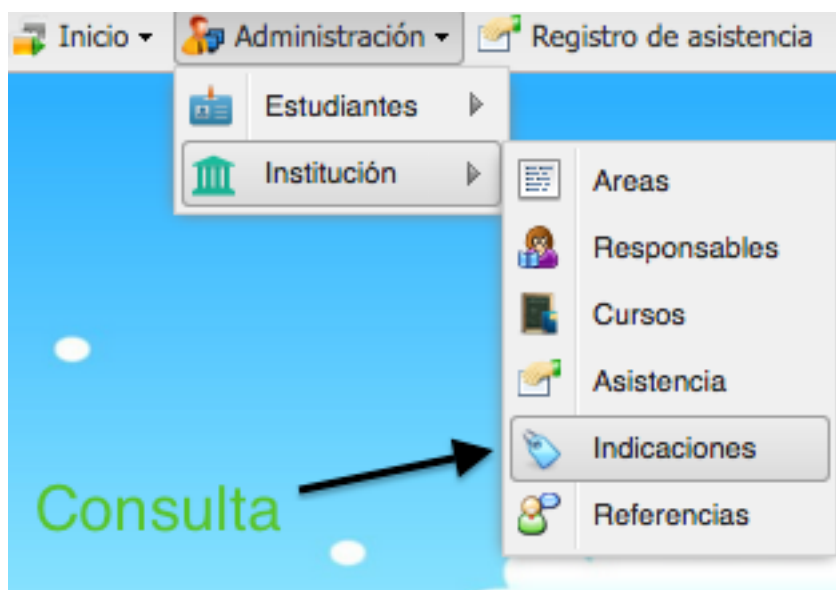 Inicio Administración Registro de asistencia
Estudiantes
Institución
Areas
Responsables
Cursos
Asistencia
Indicaciones
Consulta
Referencias